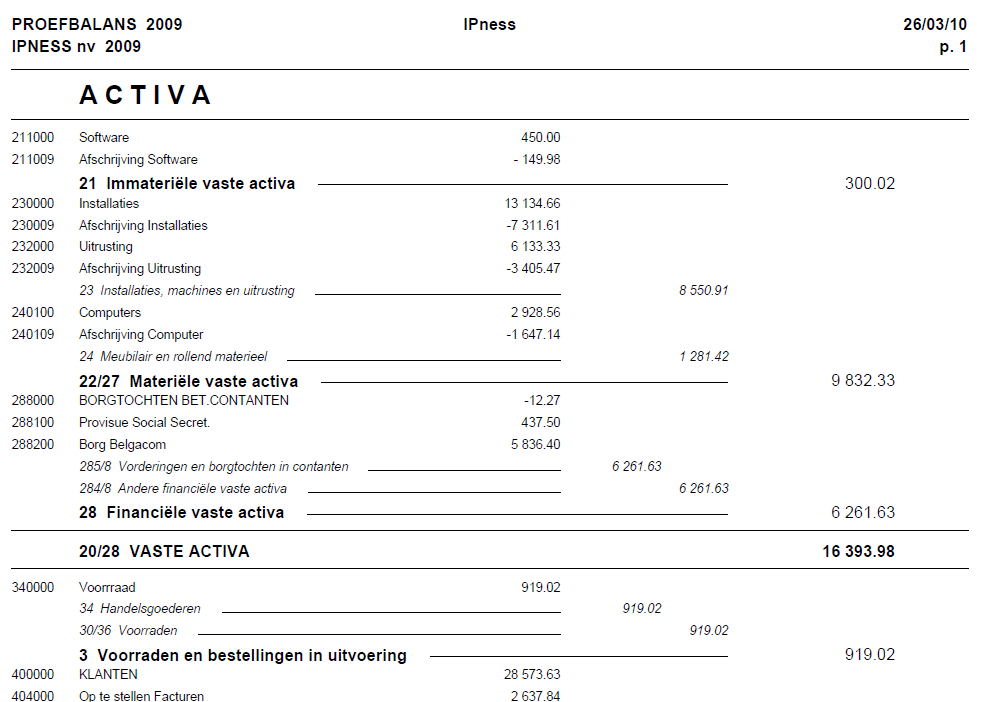 PROEFBALANS 2009 IPness 26/03/10
IPNESS nv 2009 p. 1
ACTIVA
211000 Software 450.00
211009 Afschrijving Software - 149.98
21 Immateriële vaste activa 300.02
230000 Installaties 13 134.66
230009 Afschrijving Installaties -7 311.61
232000 Uitrusting 6 133.33
232009 Afschrijving Uitrusting -3 405.47
23 Installaties, machines en uitrusting 8 550.91
240100 Computers 2 928.56
240109 Afschrijving Computer -1 647.14
24 Meubilair en rollend materieel 1 281.42
22/27 Materiële vaste activa 9 832.33
288000 BORGTOCHTEN BET.CONTANTEN -12.27
288100 Provisue Social Secret. 437.50
288200 Borg Belgacom 5 836.40
285/8 Vorderingen en borgtochten in contanten 6 261.63
284/8 Andere financiële vaste activa 6 261.63
28 Financiële vaste activa 6 261.63
20/28 VASTE ACTIVA 16 393.98
340000 Voorrraad 919.02
34 Handelsgoederen 919.02
30/36 Voorraden 919.02
3 Voorraden en bestellingen in uitvoering 919.02
400000 KLANTEN 28 573.63
404000 Op te stellen Facturen 2 637.84